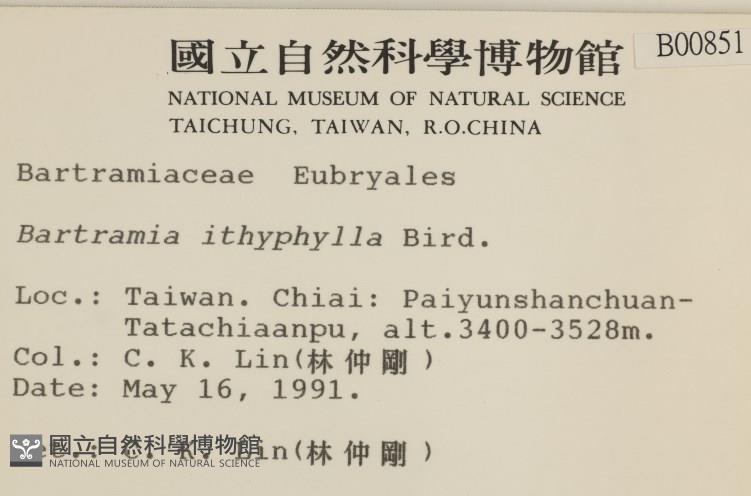 國立自然科學博物館
B00851
NATIONAL MUSEUM OF NATURAL SCIENCE
TAICHUNG, TAIWAN, R.O.CHINA
Bartramiaceae Eubryales
Bartramia ithyphylla Bird.
Loc.: Taiwan. Chiai: Paiyunshanchuan-
Tatachiaanpu, alt.3400-3528m.
Col.: C. K. Lin(林仲剛)
Date: May 16, 1991.
C. K. Lin(林仲剛)
國立自然科學博物館
NATIONAL MUSEUM OF NATURAL SCIENCE